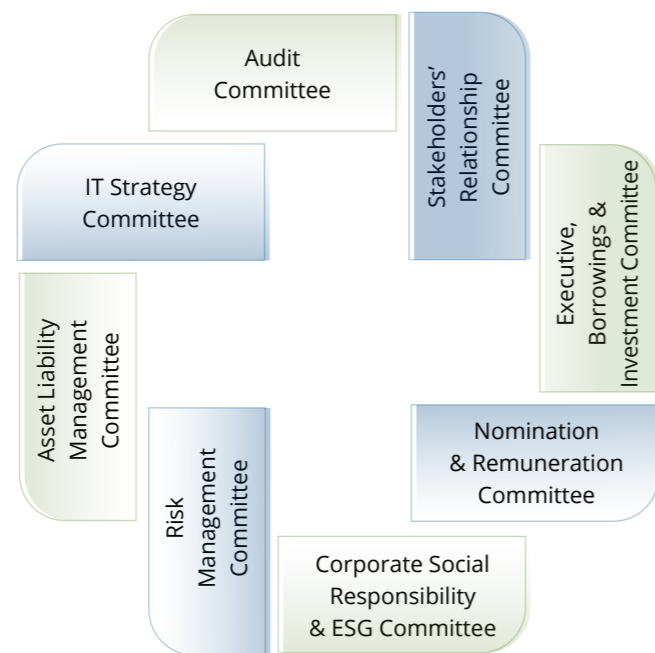 Audit
Committee
Stakeholders’
Relationship
Committee
Executive,
Borrowings &
Investment Committee
Nomination
& Remuneration
Committee
Corporate Social
Responsibility
& ESG Committee
Risk
Management
Committee
Asset Liability
Management
Committee
IT Strategy
Committee